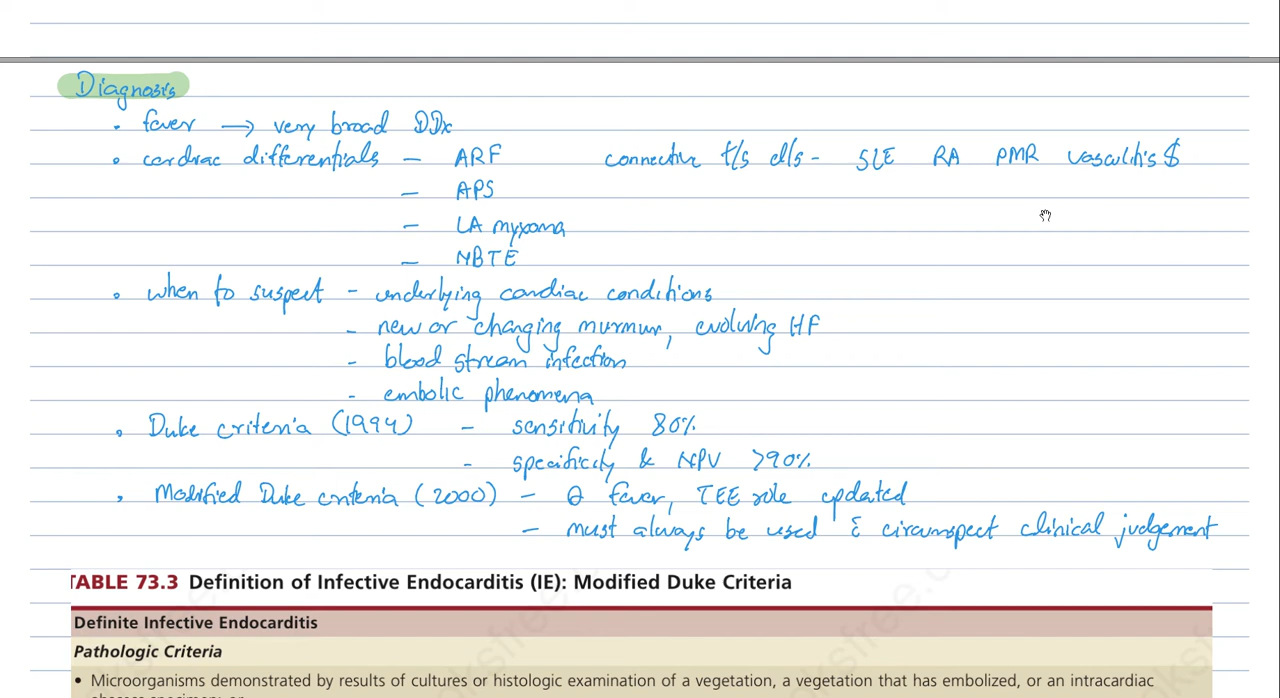 Diagnosis
• fever → very broad DDx
• cardiac differentials – ARF connective t/s d/s - SLE RA PMR vasculitis $
– APS
– LA myxoma
– NBTE
• when to suspect - underlying cardiac conditions
- new or changing murmur, evolving HF
- blood stream infection
- embolic phenomena
• Duke criteria (1994) - sensitivity 80%
- specificity & NPV >90%
• Modified Duke criteria (2000) - Q fever, TEE role updated
- must always be used c̄ circumspect clinical judgement
TABLE 73.3 Definition of Infective Endocarditis (IE): Modified Duke Criteria
Definite Infective Endocarditis
Pathologic Criteria
• Microorganisms demonstrated by results of cultures or histologic examination of a vegetation, a vegetation that has embolized, or an intracardiac